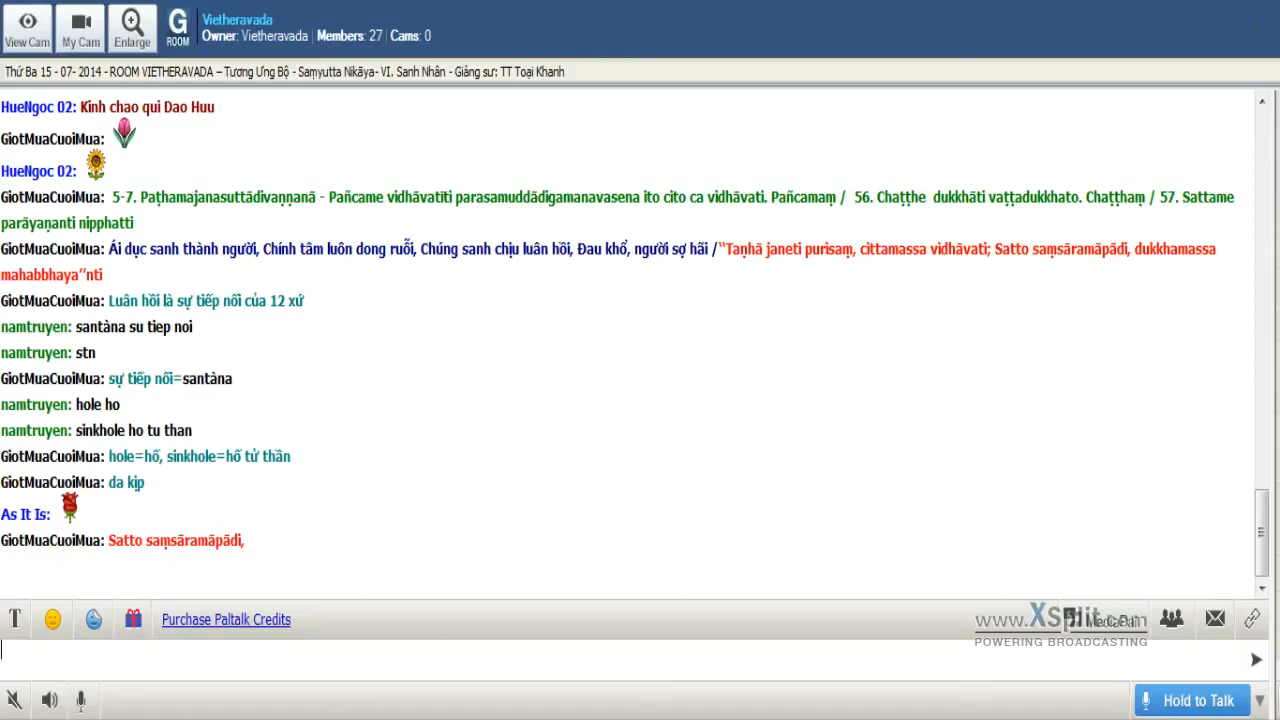 View Cam
My Cam
Enlarge
G
ROOM
Vietheravada
Owner: Vietheravada | Members: 27 | Cams: 0
Thứ Ba 15 - 07- 2014 - ROOM VIETHERAVADA – Tương Ưng Bộ - Saṃyutta Nikāya- VI. Sanh Nhân - Giảng sư: TT Toại Khanh
HueNgoc 02: Kinh chao qui Dao Huu
GiotMuaCuoiMua:
HueNgoc 02:
GiotMuaCuoiMua: 5-7. Paṭhamajanasuttādivaṇṇanā - Pañcame vidhāvatīti parasamuddādigamanavasena ito cito ca vidhāvati. Pañcamaṃ / 56. Chaṭṭhe dukkhāti vaṭṭadukkhato. Chaṭṭhaṃ / 57. Sattame
parāyaṇanti nipphatti
GiotMuaCuoiMua: Ái dục sanh thành người, Chính tâm luôn dong ruỗi, Chúng sanh chịu luân hồi, Đau khổ, người sợ hãi /‘‘Taṇhā janeti purisaṃ, cittamassa vidhāvati; Satto saṃsāramāpādi, dukkhamassa
mahabbhaya’’nti
GiotMuaCuoiMua: Luân hồi là sự tiếp nối của 12 xứ
namtruyen: santàna su tiep noi
namtruyen: stn
GiotMuaCuoiMua: sự tiếp nối=santàna
namtruyen: hole ho
namtruyen: sinkhole ho tu than
GiotMuaCuoiMua: hole=hố, sinkhole=hố tử thần
GiotMuaCuoiMua: da kịp
As It Is:
GiotMuaCuoiMua: Satto saṃsāramāpādi,
T
Purchase Paltalk Credits
www.XSplit.com
POWERING BROADCASTING
Hold to Talk